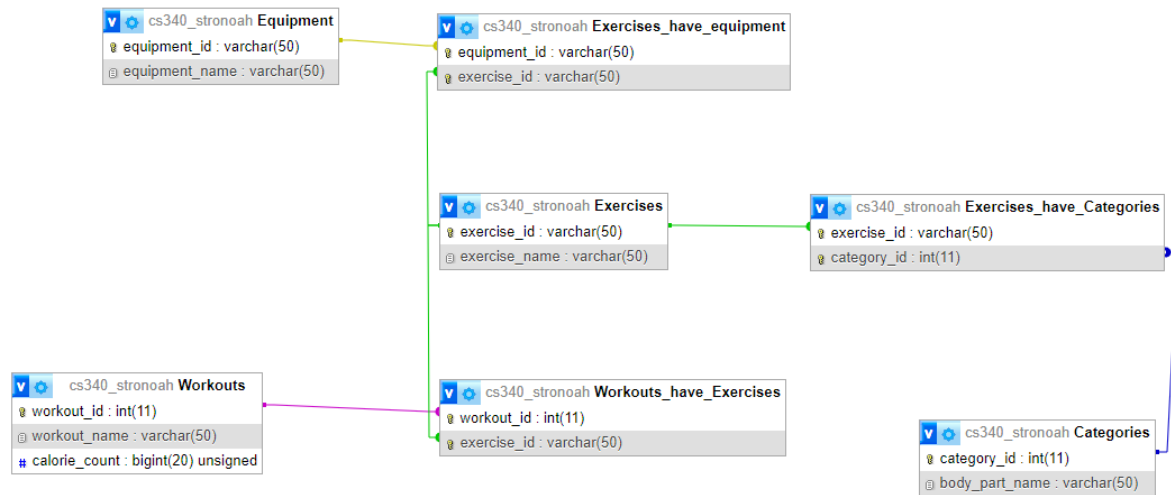 cs340_stronoah Equipment
equipment_id : varchar(50)
equipment_name : varchar(50)
cs340_stronoah Exercises_have_equipment
equipment_id : varchar(50)
exercise_id : varchar(50)
cs340_stronoah Exercises
exercise_id : varchar(50)
exercise_name : varchar(50)
cs340_stronoah Exercises_have_Categories
exercise_id : varchar(50)
category_id : int(11)
cs340_stronoah Workouts
workout_id : int(11)
workout_name : varchar(50)
# calorie_count : bigint(20) unsigned
cs340_stronoah Workouts_have_Exercises
workout_id : int(11)
exercise_id : varchar(50)
cs340_stronoah Categories
category_id : int(11)
body_part_name : varchar(50)